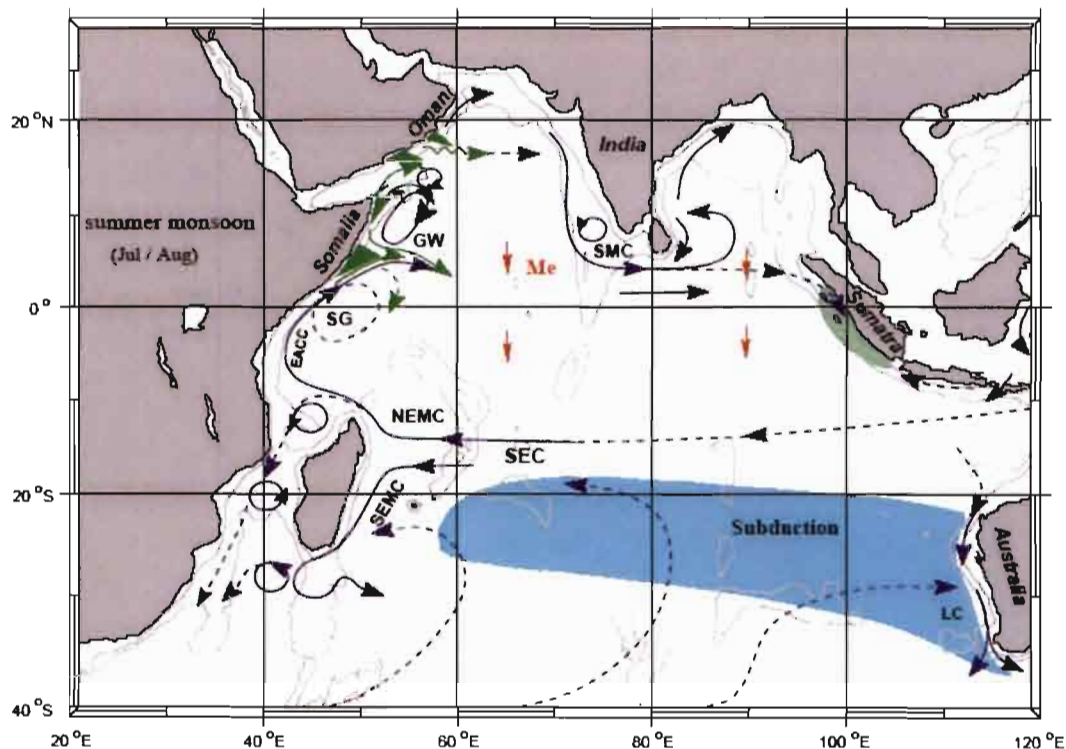 20°N
0°
20°S
40°S
20°E
40°E
60°E
80°E
100°E
120°E
summer monsoon
(Jul / Aug)
Oman
India
Somalia
GW
SMC
Me
Somatra
SG
EACC
NEMC
SEC
SEMC
Subduction
Australia
LC